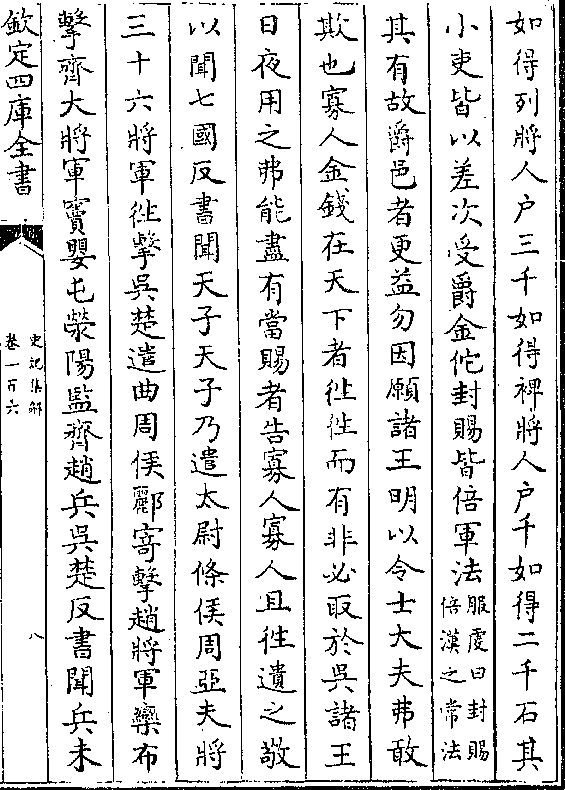 如得列將人户三千如得裨將人户千如得二千石其
小吏皆以差次受爵金佗封賜皆倍軍法服䖍曰封賜倍漢之常法
其有故爵邑者更益勿因願諸王明以令士大夫弗敢
欺也寡人金錢在天下者徃徃而有非必取於吳諸王
日夜用之弗能盡有當賜者告寡人寡人且徃遺之敬
以聞七國反書聞天子天子乃遣太尉條侯周亞夫將
三十六將軍徃擊吳楚遣曲周侯酈寄擊趙將軍欒布
擊齊大將軍竇嬰屯滎陽監齊趙兵吳楚反書聞兵未
欽定四庫全書
史記集解
卷一百六
八